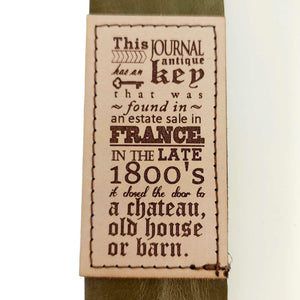 This JOURNAL
antique
has an key
that was
~ found in ~
an estate sale in
FRANCE.
IN THE LATE
1800's
it closed the door to
a chateau,
old house
or barn.